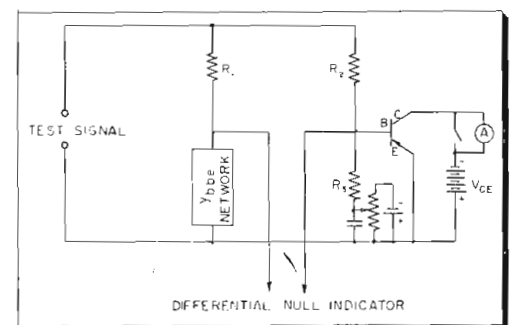 R₁
R₂
B
C
E
A
TEST SIGNAL
ybbe
NETWORK
R₃
-
+
-
+
VCE
DIFFERENTIAL NULL INDICATOR